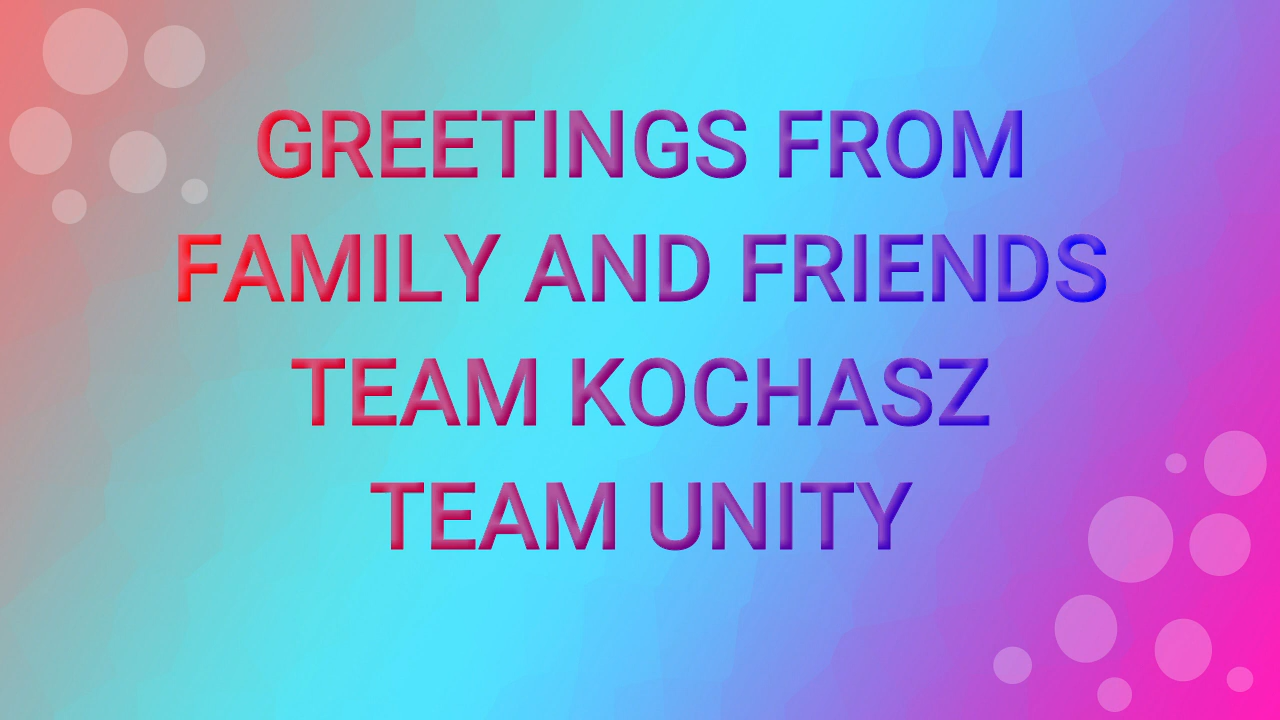 GREETINGS FROM
FAMILY AND FRIENDS
TEAM KOCHASZ
TEAM UNITY